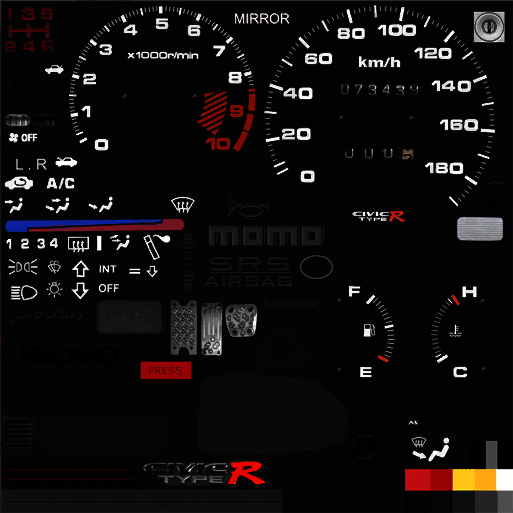 1 3 5
2 4 R
MIRROR
0 1 2 3 4 5 6 7 8 9 10
x1000r/min
0 20 40 60 80 100 120 140 160 180
km/h
073439
OFF
L . R
A/C
CIVIC R
TYPE
momo
1 2 3 4
SRS
AIRBAG
INT
OFF
F
H
PUSH
RECARO
PRESS
E
C
CIVIC R
TYPE